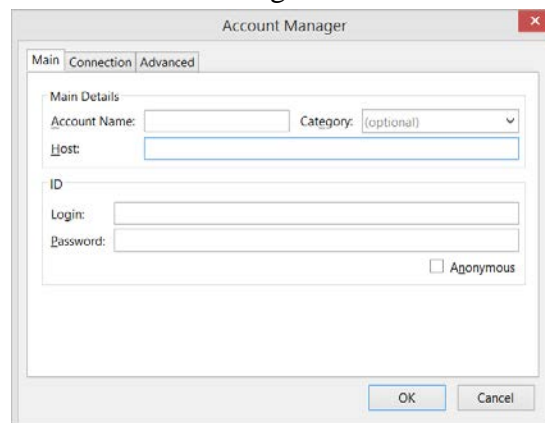 Account Manager
Main Connection Advanced
Main Details
Account Name: Category: (optional)
Host:
ID
Login:
Password:
Anonymous
OK Cancel